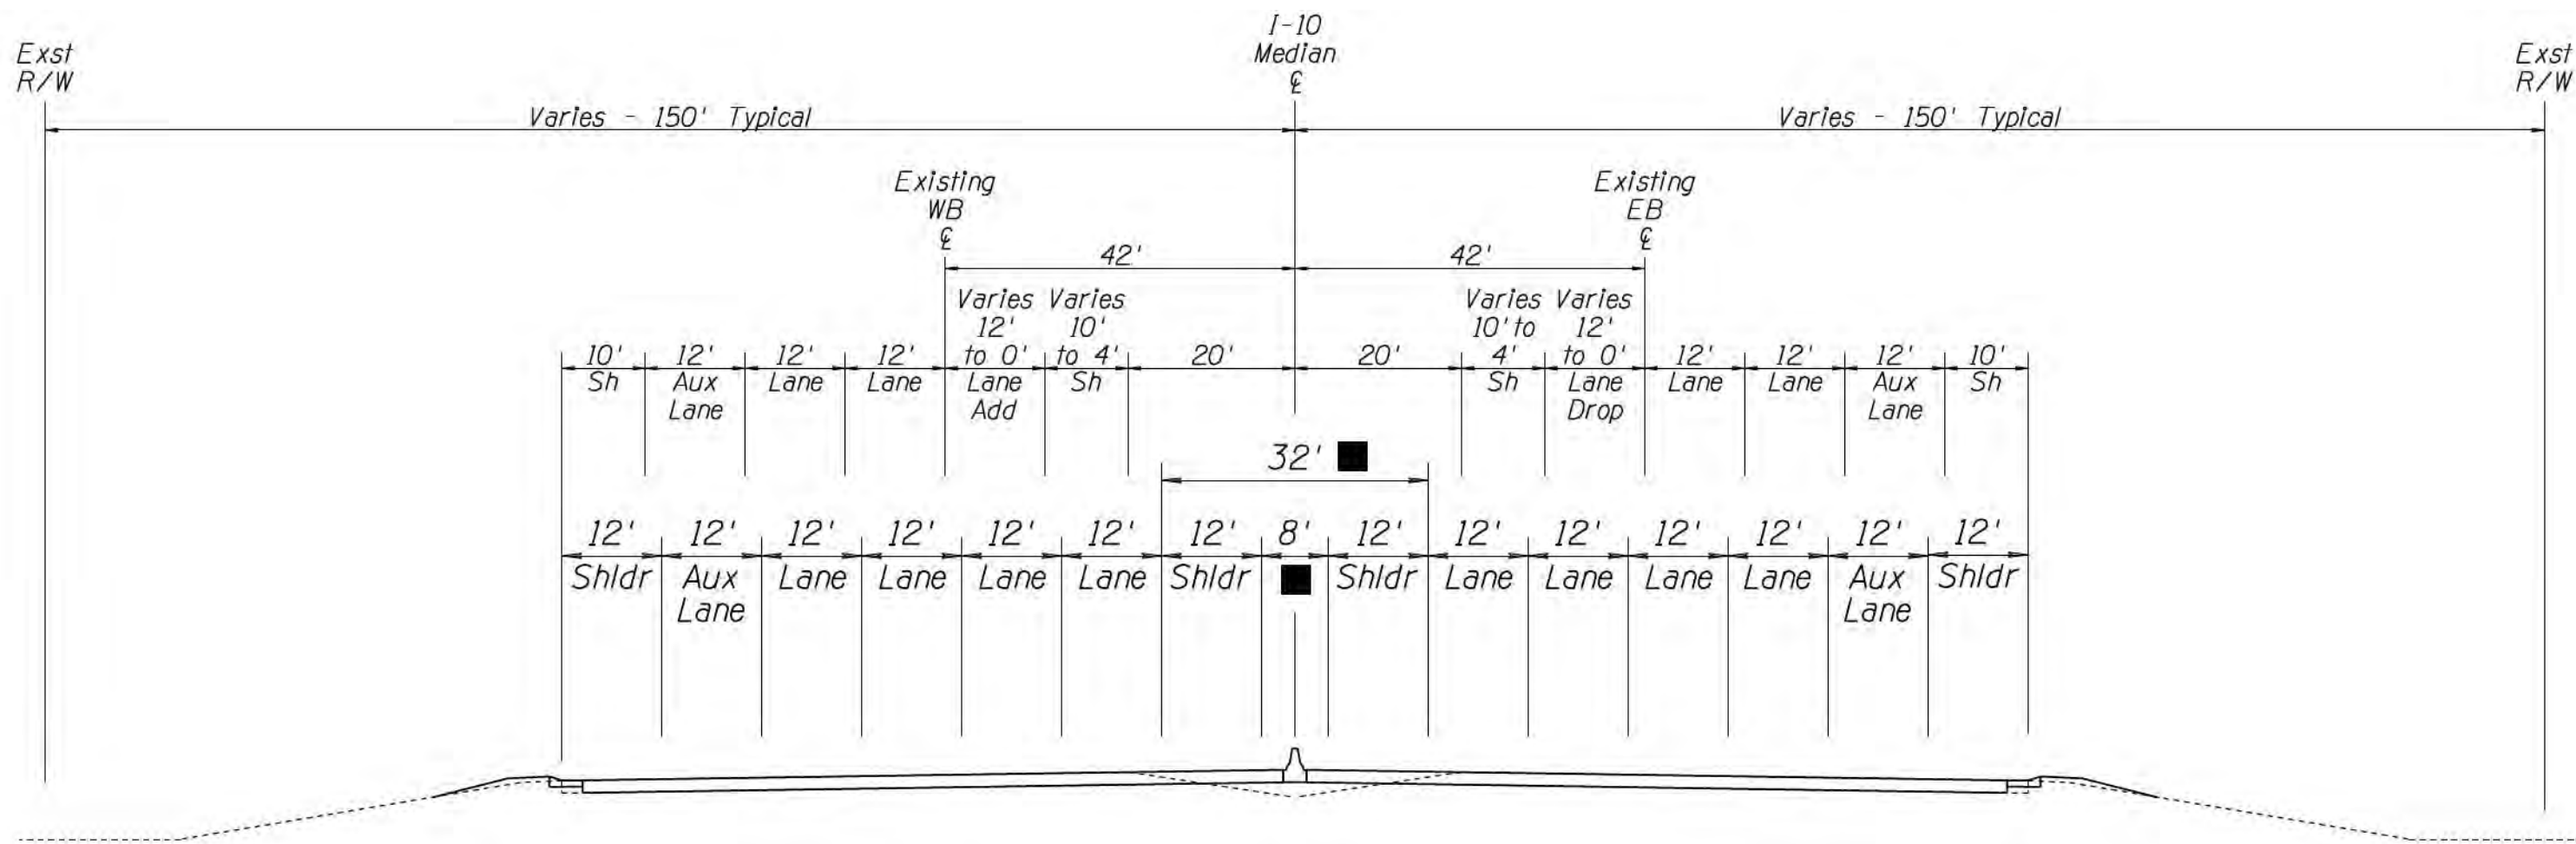 I-10
Median
℄
Exst
R/W
Exst
R/W
Varies - 150' Typical
Varies - 150' Typical
Existing
WB
℄
Existing
EB
℄
42'
42'
Varies
12'
to 0'
Lane
Add
Varies
10'
to 4'
Sh
Varies
10' to
4'
Sh
Varies
12'
to 0'
Lane
Drop
10'
Sh
12'
Aux
Lane
12'
Lane
12'
Lane
20'
20'
12'
Lane
12'
Lane
12'
Aux
Lane
10'
Sh
32'
12'
Shldr
12'
Aux
Lane
12'
Lane
12'
Lane
12'
Lane
12'
Lane
12'
Shldr
8'
12'
Shldr
12'
Lane
12'
Lane
12'
Lane
12'
Lane
12'
Aux
Lane
12'
Shldr